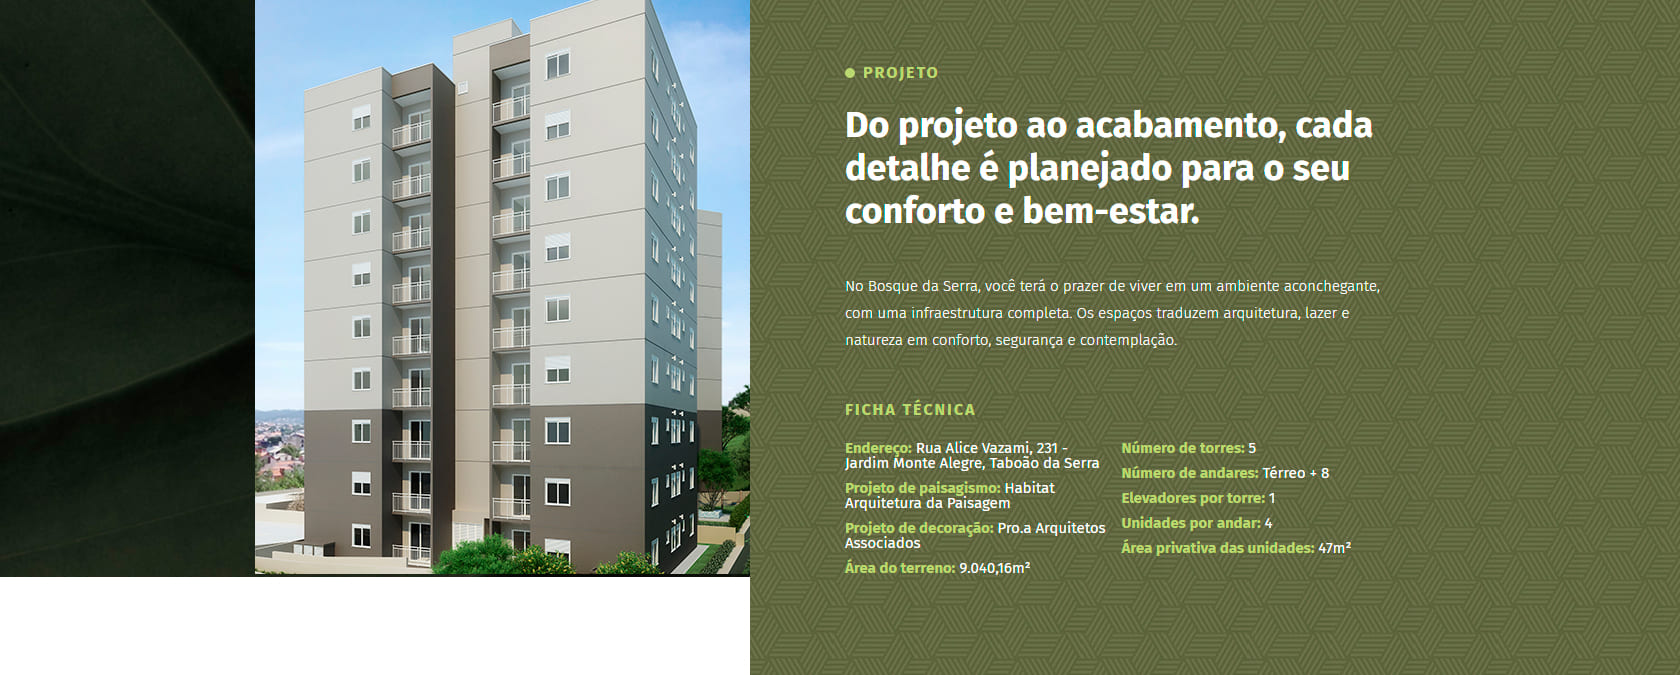 PROJETO
Do projeto ao acabamento, cada
detalhe é planejado para o seu
conforto e bem-estar.
No Bosque da Serra, você terá o prazer de viver em um ambiente aconchegante,
com uma infraestrutura completa. Os espaços traduzem arquitetura, lazer e
natureza em conforto, segurança e contemplação.
FICHA TÉCNICA
Endereço: Rua Alice Vazami, 231 -
Jardim Monte Alegre, Taboão da Serra
Projeto de paisagismo: Habitat
Arquitetura da Paisagem
Projeto de decoração: Pro.a Arquitetos
Associados
Área do terreno: 9.040,16m²
Número de torres: 5
Número de andares: Térreo + 8
Elevadores por torre: 1
Unidades por andar: 4
Área privativa das unidades: 47m²